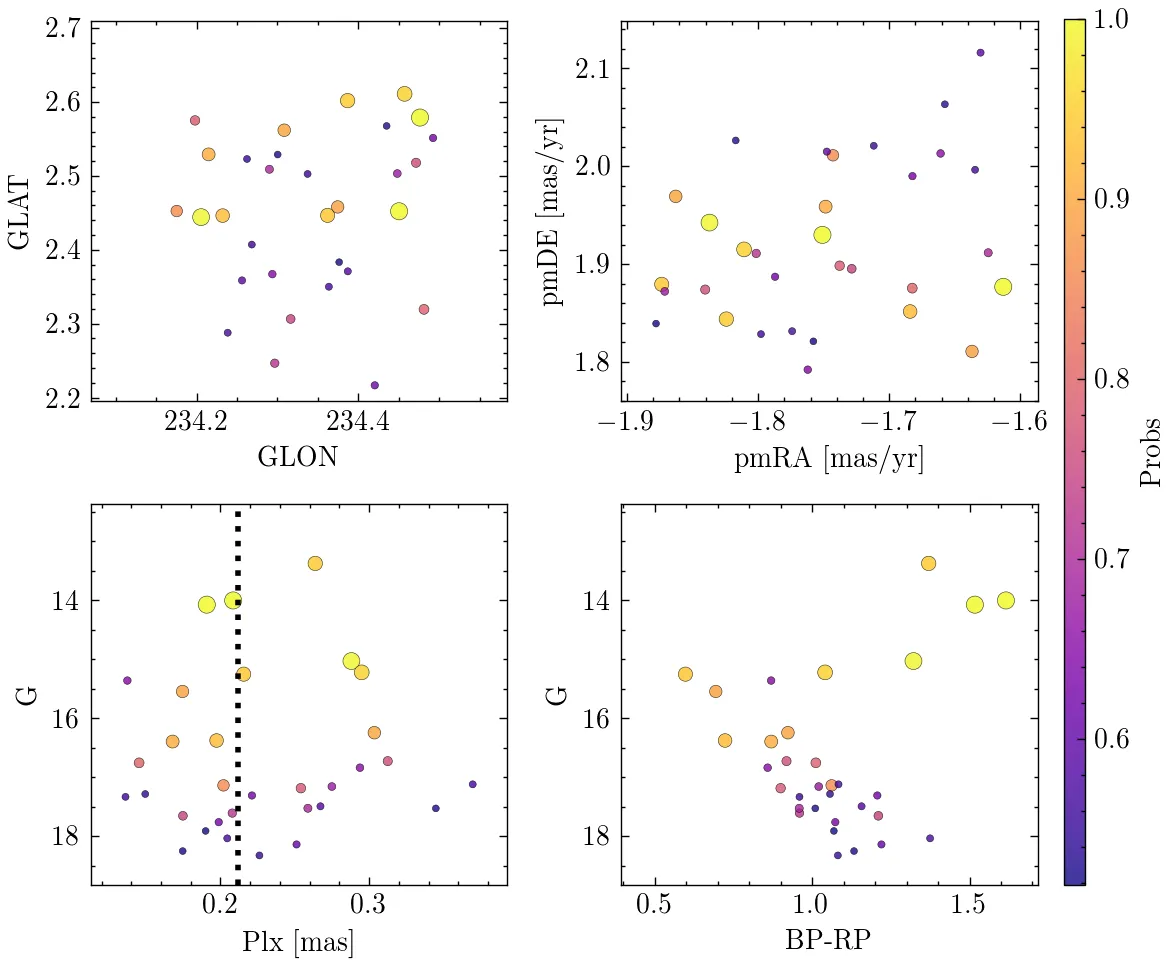 2.7
2.6
2.5
2.4
2.3
2.2
GLAT
234.2 234.4
GLON
2.1
2.0
1.9
1.8
pmDE [mas/yr]
−1.9 −1.8 −1.7 −1.6
pmRA [mas/yr]
1.0
0.9
0.8
0.7
0.6
Probs
14
16
18
G
0.2 0.3
Plx [mas]
14
16
18
G
0.5 1.0 1.5
BP-RP